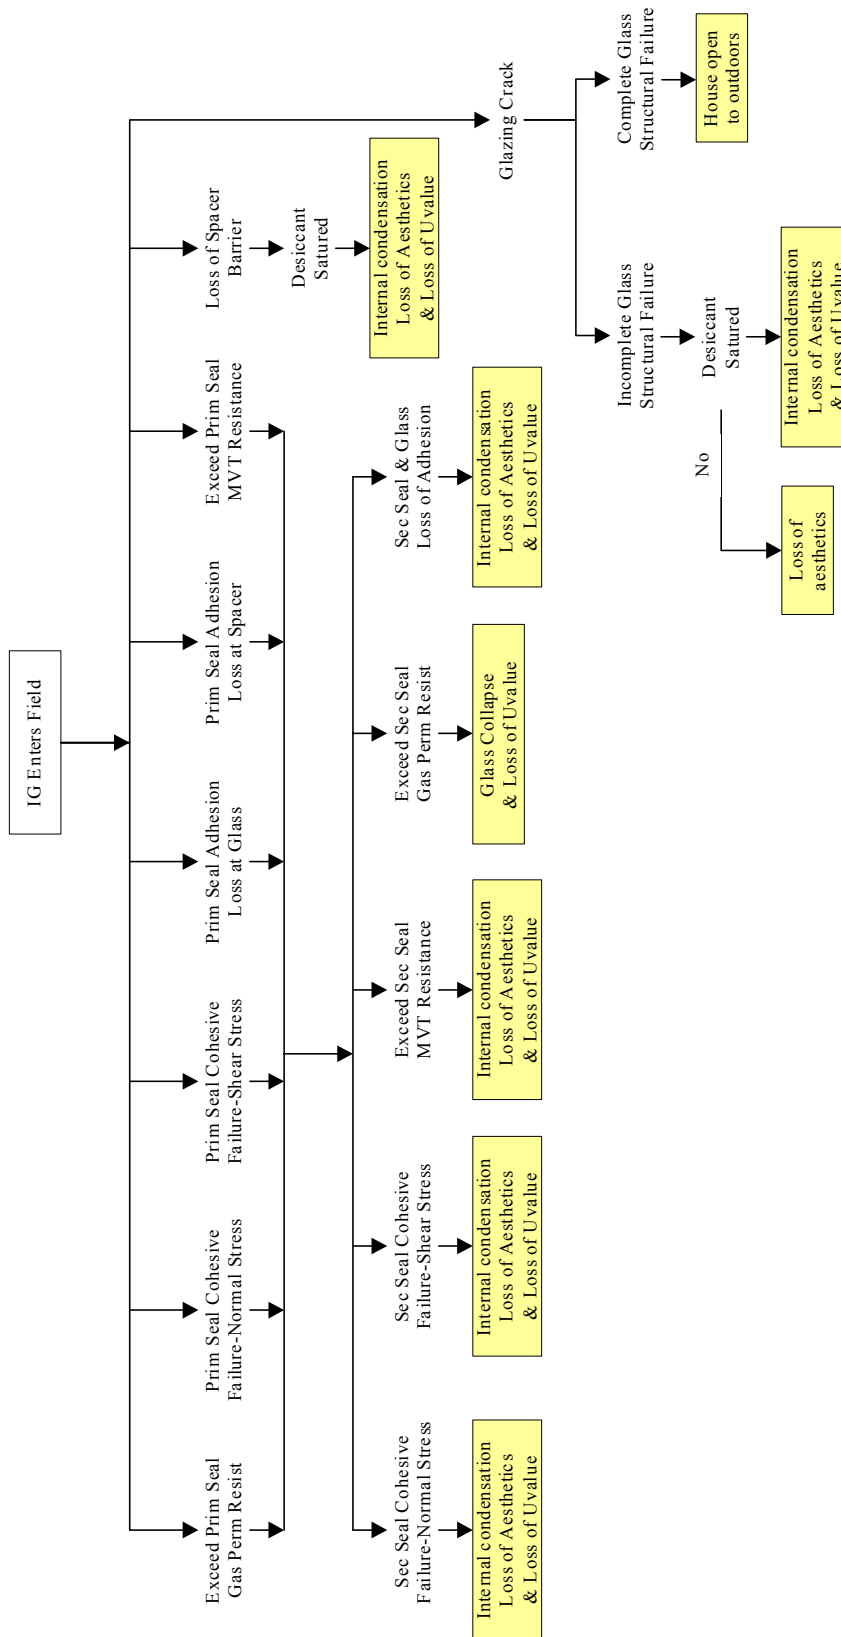 IG Enters Field
Exceed Prim Seal
Gas Perm Resist
Prim Seal Cohesive
Failure-Normal Stress
Prim Seal Cohesive
Failure-Shear Stress
Prim Seal Adhesion
Loss at Glass
Prim Seal Adhesion
Loss at Spacer
Exceed Prim Seal
MVT Resistance
Loss of Spacer
Barrier
Desiccant
Satured
Internal condensation
Loss of Aesthetics
& Loss of Uvalue
Sec Seal Cohesive
Failure-Normal Stress
Sec Seal Cohesive
Failure-Shear Stress
Exceed Sec Seal
MVT Resistance
Exceed Sec Seal
Gas Perm Resist
Sec Seal & Glass
Loss of Adhesion
Internal condensation
Loss of Aesthetics
& Loss of Uvalue
Internal condensation
Loss of Aesthetics
& Loss of Uvalue
Internal condensation
Loss of Aesthetics
& Loss of Uvalue
Glass Collapse
& Loss of Uvalue
Internal condensation
Loss of Aesthetics
& Loss of Uvalue
Glazing Crack
Incomplete Glass
Structural Failure
Complete Glass
Structural Failure
Desiccant
Satured
House open
to outdoors
No
Loss of
aesthetics
Internal condensation
Loss of Aesthetics
& Loss of Uvalue